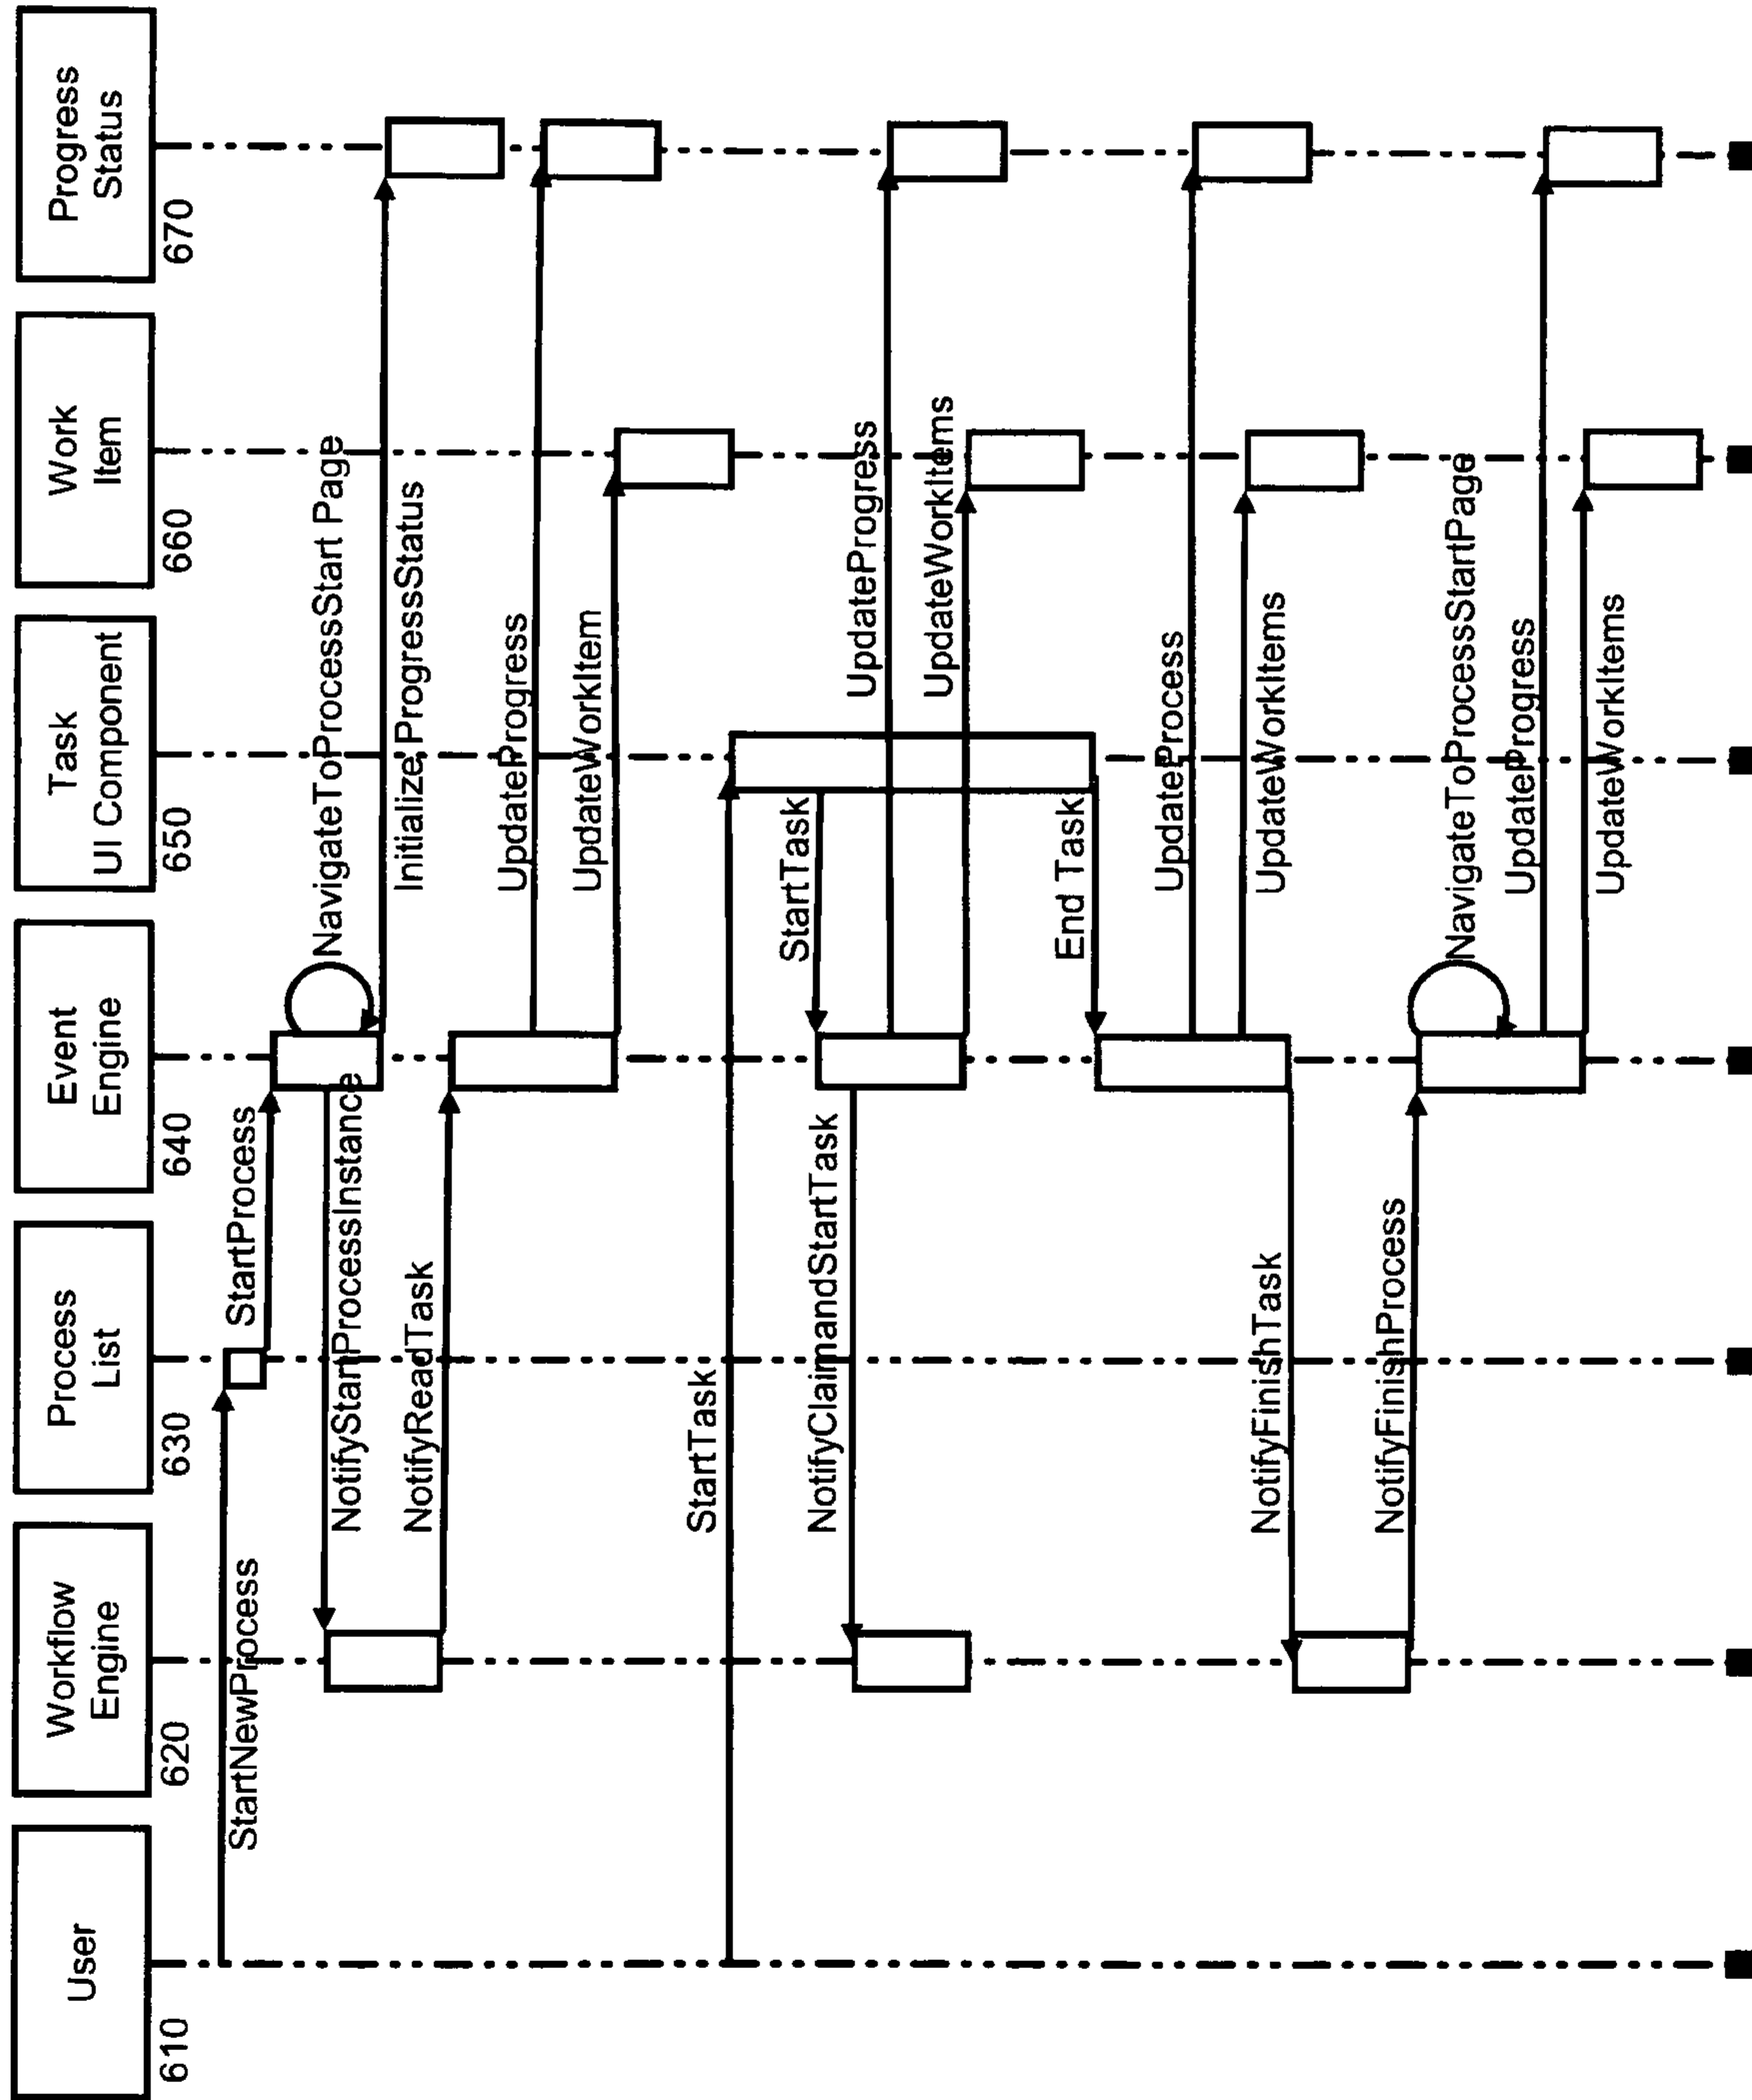 User
610
Workflow
Engine
620
Process
List
630
Event
Engine
640
Task
UI Component
650
Work
Item
660
Progress
Status
670
StartNewProcess
StartProcess
NavigateToProcessStart Page
NotifyStartProcessInstance
Initialize ProgressStatus
NotifyReadTask
UpdateProgress
UpdateWorkItem
StartTask
StartTask
NotifyClaimandStartTask
UpdateProgress
UpdateWorkItems
End Task
UpdateProcess
UpdateWorkItems
NotifyFinishTask
NotifyFinishProcess
NavigateToProcessStartPage
UpdateProgress
UpdateWorkItems